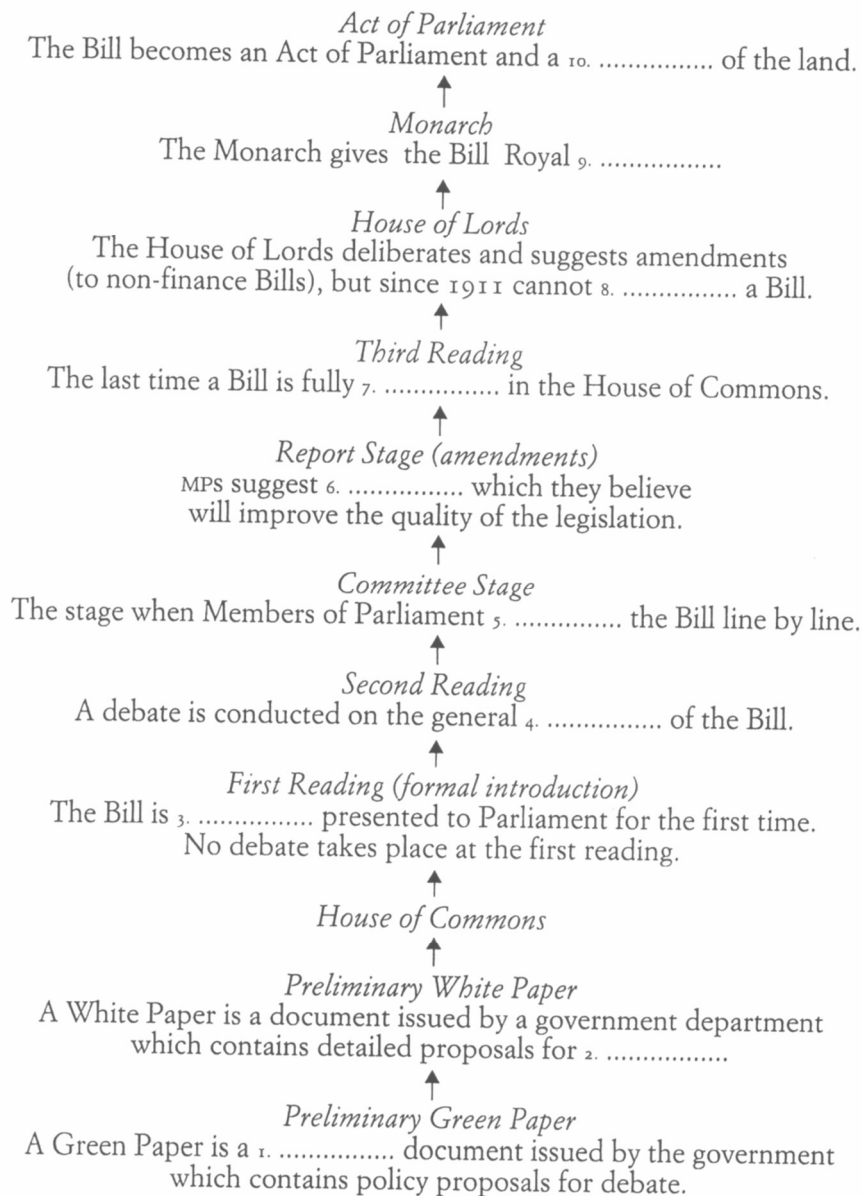 Act of Parliament
The Bill becomes an Act of Parliament and a 10. ................. of the land.
Monarch
The Monarch gives the Bill Royal 9. ..................
House of Lords
The House of Lords deliberates and suggests amendments
(to non-finance Bills), but since 1911 cannot 8. ................. a Bill.
Third Reading
The last time a Bill is fully 7. ................. in the House of Commons.
Report Stage (amendments)
MPs suggest 6. ................. which they believe
will improve the quality of the legislation.
Committee Stage
The stage when Members of Parliament 5. ................ the Bill line by line.
Second Reading
A debate is conducted on the general 4. ................. of the Bill.
First Reading (formal introduction)
The Bill is 3. ................. presented to Parliament for the first time.
No debate takes place at the first reading.
House of Commons
Preliminary White Paper
A White Paper is a document issued by a government department
which contains detailed proposals for 2. ..................
Preliminary Green Paper
A Green Paper is a 1. ................. document issued by the government
which contains policy proposals for debate.